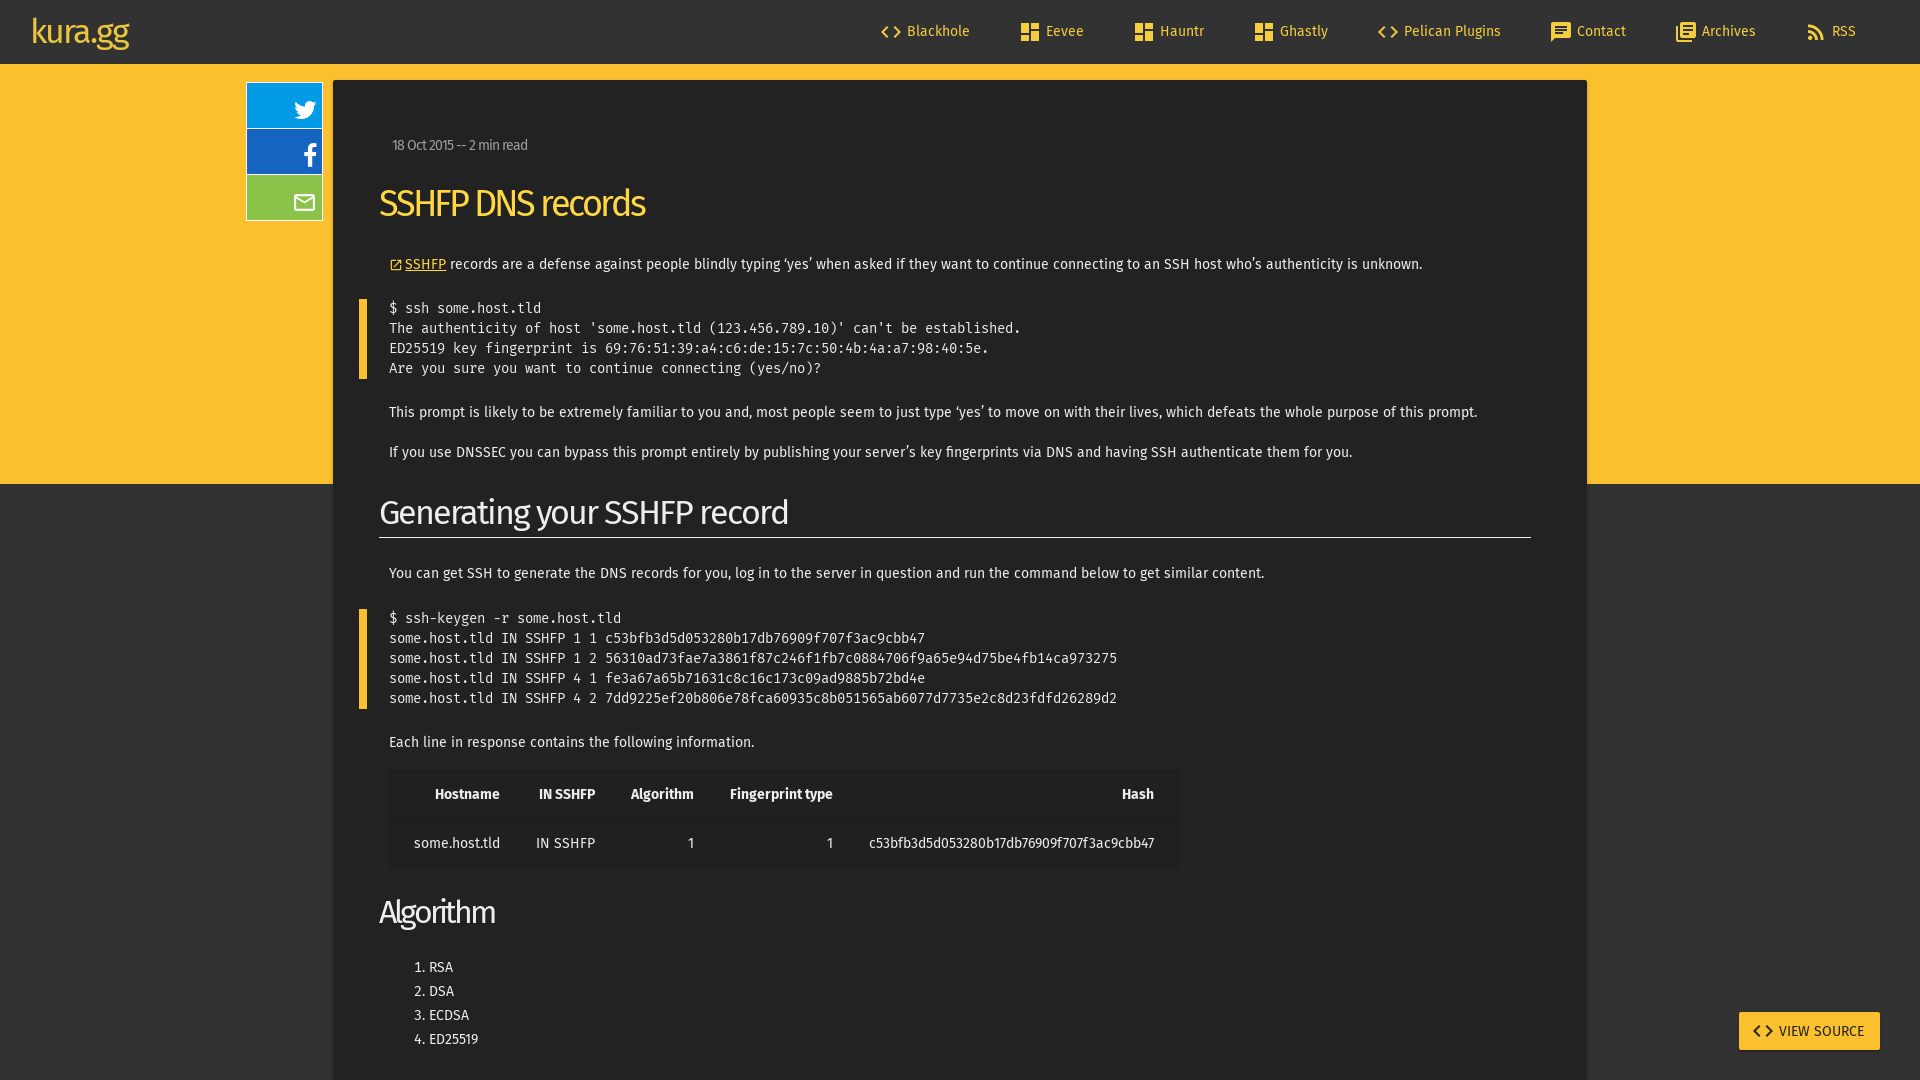 kura.gg
Blackhole
Eevee
Hauntr
Ghastly
Pelican Plugins
Contact
Archives
RSS
18 Oct 2015 -- 2 min read
SSHFP DNS records
SSHFP records are a defense against people blindly typing ‘yes’ when asked if they want to continue connecting to an SSH host who’s authenticity is unknown.
$ ssh some.host.tld
The authenticity of host 'some.host.tld (123.456.789.10)' can't be established.
ED25519 key fingerprint is 69:76:51:39:a4:c6:de:15:7c:50:4b:4a:a7:98:40:5e.
Are you sure you want to continue connecting (yes/no)?
This prompt is likely to be extremely familiar to you and, most people seem to just type ‘yes’ to move on with their lives, which defeats the whole purpose of this prompt.
If you use DNSSEC you can bypass this prompt entirely by publishing your server’s key fingerprints via DNS and having SSH authenticate them for you.
Generating your SSHFP record
You can get SSH to generate the DNS records for you, log in to the server in question and run the command below to get similar content.
$ ssh-keygen -r some.host.tld
some.host.tld IN SSHFP 1 1 c53bfb3d5d053280b17db76909f707f3ac9cbb47
some.host.tld IN SSHFP 1 2 56310ad73fae7a3861f87c246f1fb7c0884706f9a65e94d75be4fb14ca973275
some.host.tld IN SSHFP 4 1 fe3a67a65b71631c8c16c173c09ad9885b72bd4e
some.host.tld IN SSHFP 4 2 7dd9225ef20b806e78fca60935c8b051565ab6077d7735e2c8d23fdfd26289d2
Each line in response contains the following information.
Hostname IN SSHFP Algorithm Fingerprint type Hash
some.host.tld IN SSHFP 1 1 c53bfb3d5d053280b17db76909f707f3ac9cbb47
Algorithm
1. RSA
2. DSA
3. ECDSA
4. ED25519
VIEW SOURCE